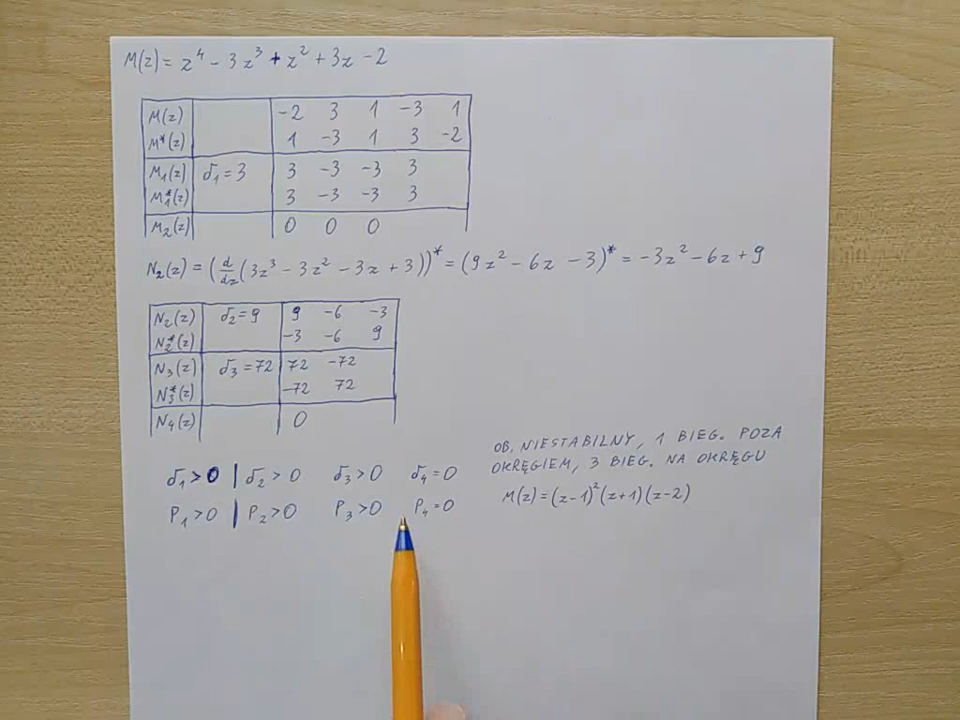 M(z) = z⁴ - 3z³ + z² + 3z - 2
M(z) -2 3 1 -3 1
M*(z) 1 -3 1 3 -2
M₁(z) δ₁ = 3 3 -3 -3 3
M₁*(z) 3 -3 -3 3
M₂(z) 0 0 0
N₂(z) = (d/dz(3z³ - 3z² - 3z + 3))* = (9z² - 6z - 3)* = -3z² - 6z + 9
N₂(z) δ₂ = 9 9 -6 -3
N₂*(z) -3 -6 9
N₃(z) δ₃ = 72 72 -72
N₃*(z) -72 72
N₄(z) 0
δ₁ > 0 | δ₂ > 0 δ₃ > 0 δ₄ = 0
P₁ > 0 | P₂ > 0 P₃ > 0 P₄ = 0
OB. NIESTABILNY, 1 BIEG. POZA
OKRĘGIEM, 3 BIEG. NA OKRĘGU
M(z) = (z-1)²(z+1)(z-2)